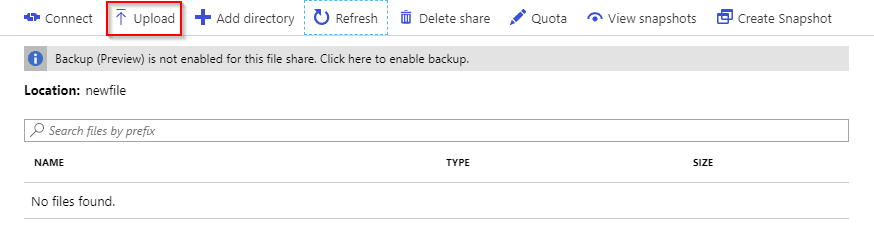 Connect Upload Add directory Refresh Delete share Quota View snapshots Create Snapshot
Backup (Preview) is not enabled for this file share. Click here to enable backup.
Location: newfile
Search files by prefix
NAME TYPE SIZE
No files found.